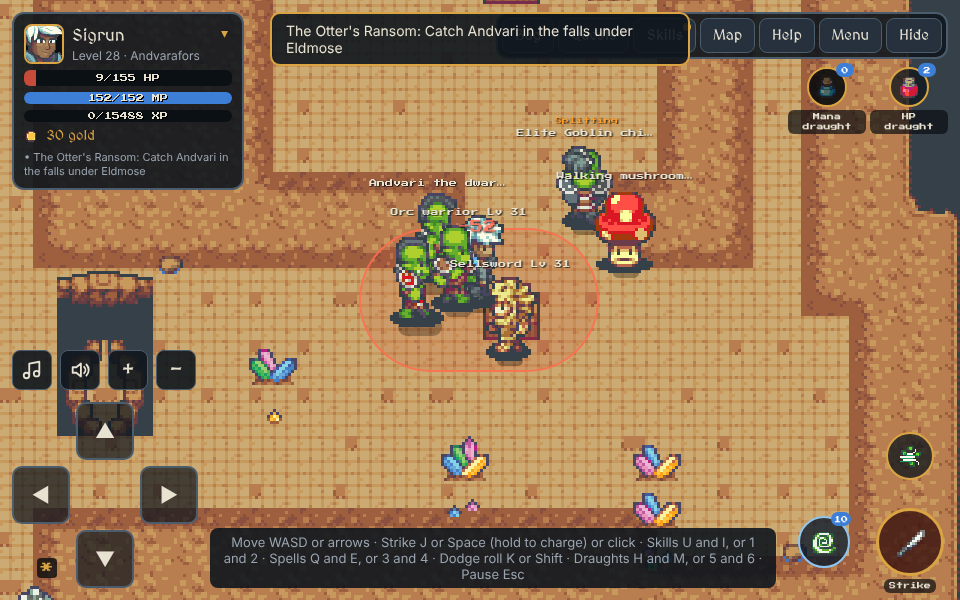 Sigrun
Level 28 · Andvarafors
9/155 HP
152/152 MP
0/15488 XP
30 gold
• The Otter's Ransom: Catch Andvari in the falls under Eldmose
The Otter's Ransom: Catch Andvari in the falls under
Eldmose
Skills
Map
Help
Menu
Hide
0
Mana
draught
2
HP
draught
Splitting
Elite Goblin chi…
Walking mushroom…
Andvari the dwar…
Orc warrior Lv 31
52
Sellsword Lv 31
+
−
10
Strike
Move WASD or arrows · Strike J or Space (hold to charge) or click · Skills U and I, or 1
and 2 · Spells Q and E, or 3 and 4 · Dodge roll K or Shift · Draughts H and M, or 5 and 6 ·
Pause Esc